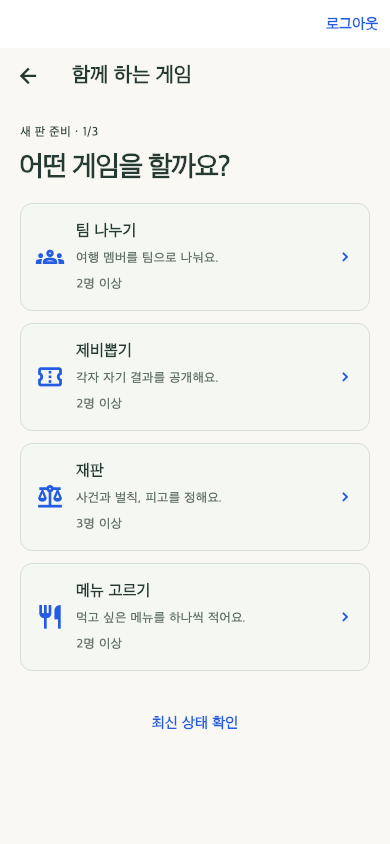 로그아웃
함께 하는 게임
새 판 준비 · 1/3
어떤 게임을 할까요?
팀 나누기
여행 멤버를 팀으로 나눠요.
2명 이상
제비뽑기
각자 자기 결과를 공개해요.
2명 이상
재판
사건과 벌칙, 피고를 정해요.
3명 이상
메뉴 고르기
먹고 싶은 메뉴를 하나씩 적어요.
2명 이상
최신 상태 확인